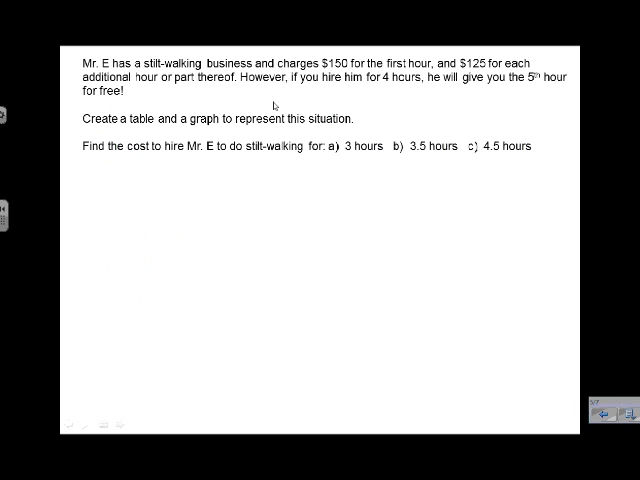 Mr. E has a stilt-walking business and charges $150 for the first hour, and $125 for each
additional hour or part thereof. However, if you hire him for 4 hours, he will give you the 5th hour
for free!
Create a table and a graph to represent this situation.
Find the cost to hire Mr. E to do stilt-walking for: a) 3 hours b) 3.5 hours c) 4.5 hours